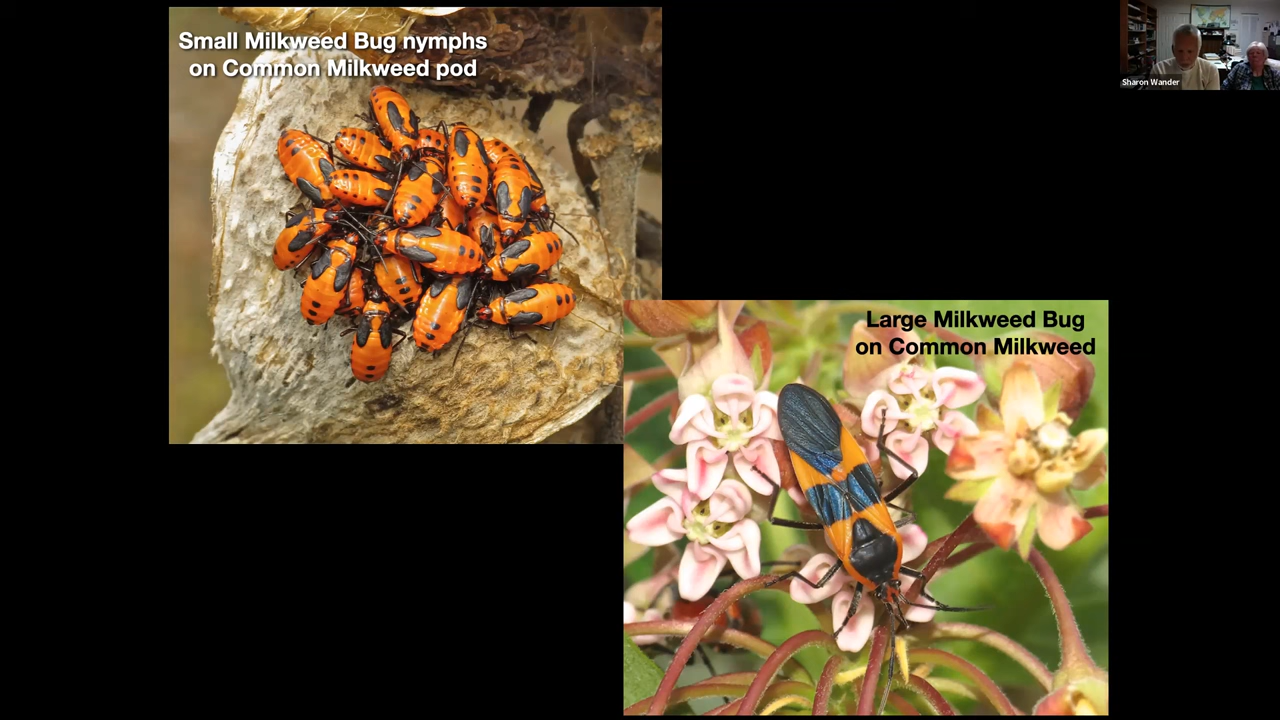 Small Milkweed Bug nymphs
on Common Milkweed pod
Sharon Wander
Large Milkweed Bug
on Common Milkweed